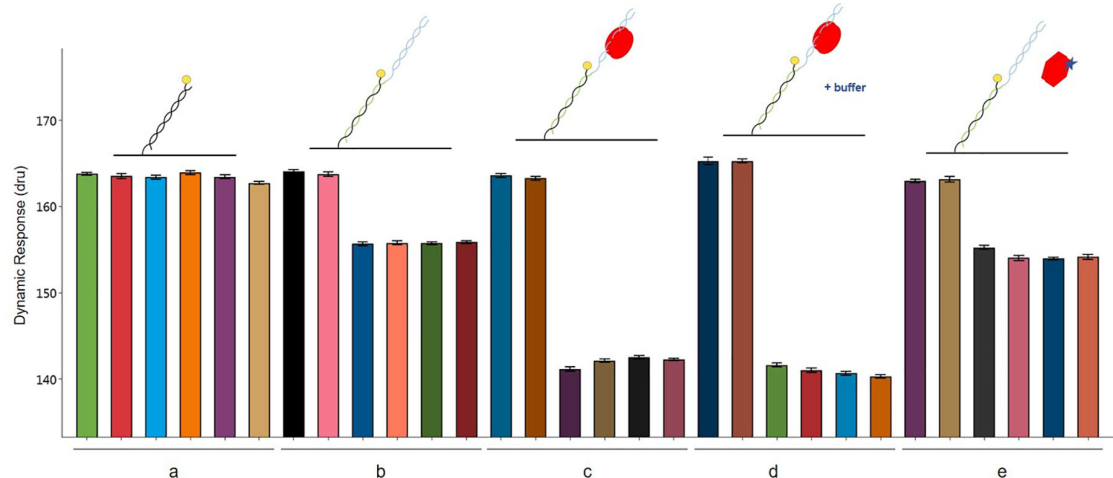 + buffer
Dynamic Response (dru)
170
160
150
140
a b c d e